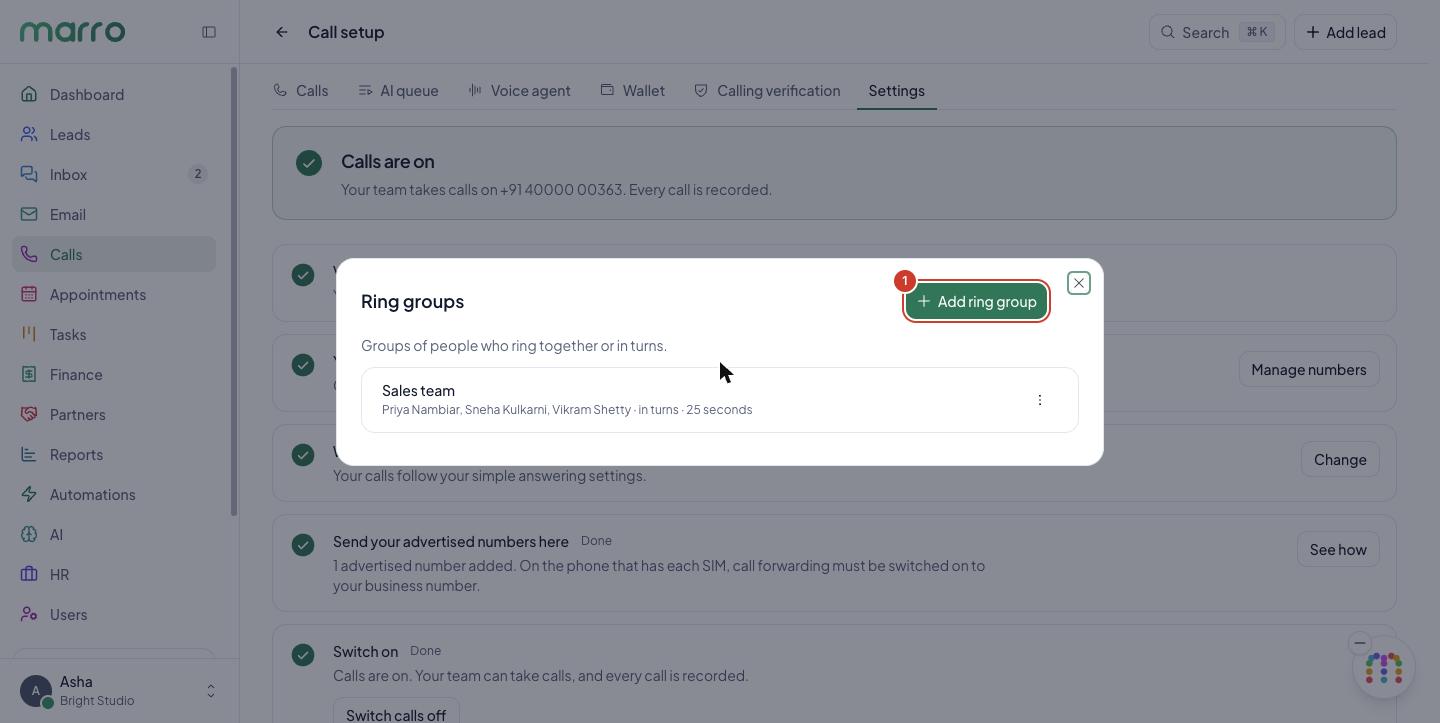 marro
Call setup
Search ⌘ K
+ Add lead
Dashboard
Leads
Inbox 2
Email
Calls
Appointments
Tasks
Finance
Partners
Reports
Automations
AI
HR
Users
A Asha
Bright Studio
Calls
AI queue
Voice agent
Wallet
Calling verification
Settings
Calls are on
Your team takes calls on +91 40000 00363. Every call is recorded.
Ring groups
1
+ Add ring group
Groups of people who ring together or in turns.
Sales team
Priya Nambiar, Sneha Kulkarni, Vikram Shetty · in turns · 25 seconds
Manage numbers
Your calls follow your simple answering settings.
Change
Send your advertised numbers here Done
1 advertised number added. On the phone that has each SIM, call forwarding must be switched on to
your business number.
See how
Switch on Done
Calls are on. Your team can take calls, and every call is recorded.
Switch calls off